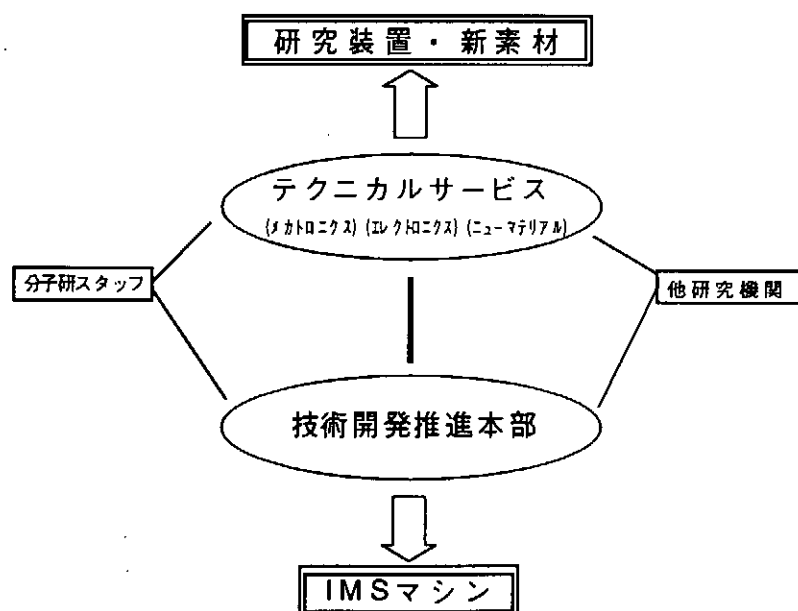 研究装置・新素材
テクニカルサービス
(メカトロニクス) (エレクトロニクス) (ニューマテリアル)
分子研スタッフ
他研究機関
技術開発推進本部
IMSマシン